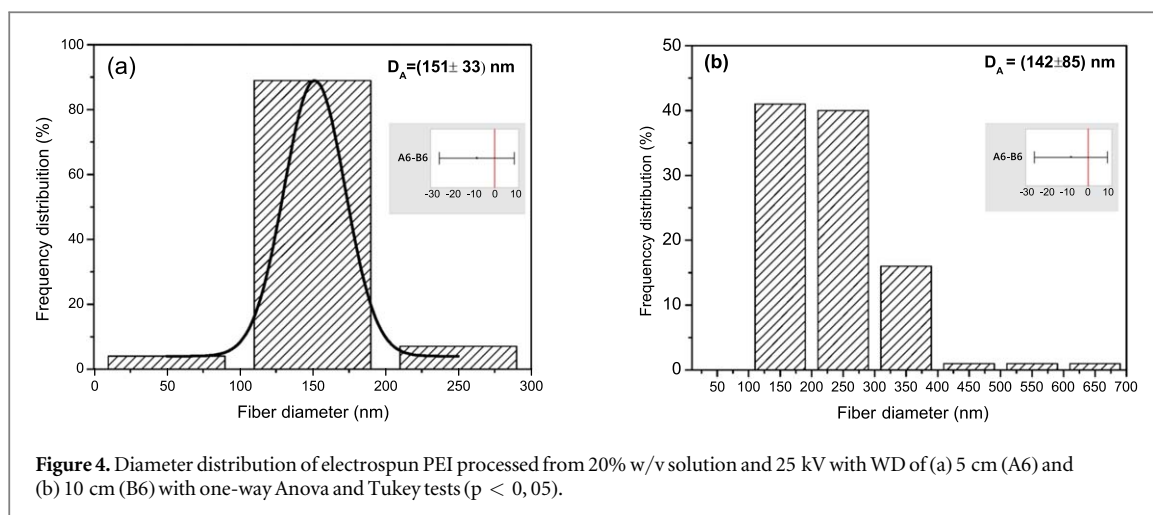 (a)
D_A=(151± 33) nm
Frequency distribuition (%)
100
80
60
40
20
0
A6-B6
-30 -20 -10 0 10
0 50 100 150 200 250 300
Fiber diameter (nm)
(b)
D_A = (142±85) nm
Frequenccy distribution (%)
50
40
30
20
10
0
A6-B6
-30 -20 -10 0 10
50 100 150 200 250 300 350 400 450 500 550 600 650 700
Fiber diameter (nm)
Figure 4. Diameter distribution of electrospun PEI processed from 20% w/v solution and 25 kV with WD of (a) 5 cm (A6) and
(b) 10 cm (B6) with one-way Anova and Tukey tests (p < 0, 05).